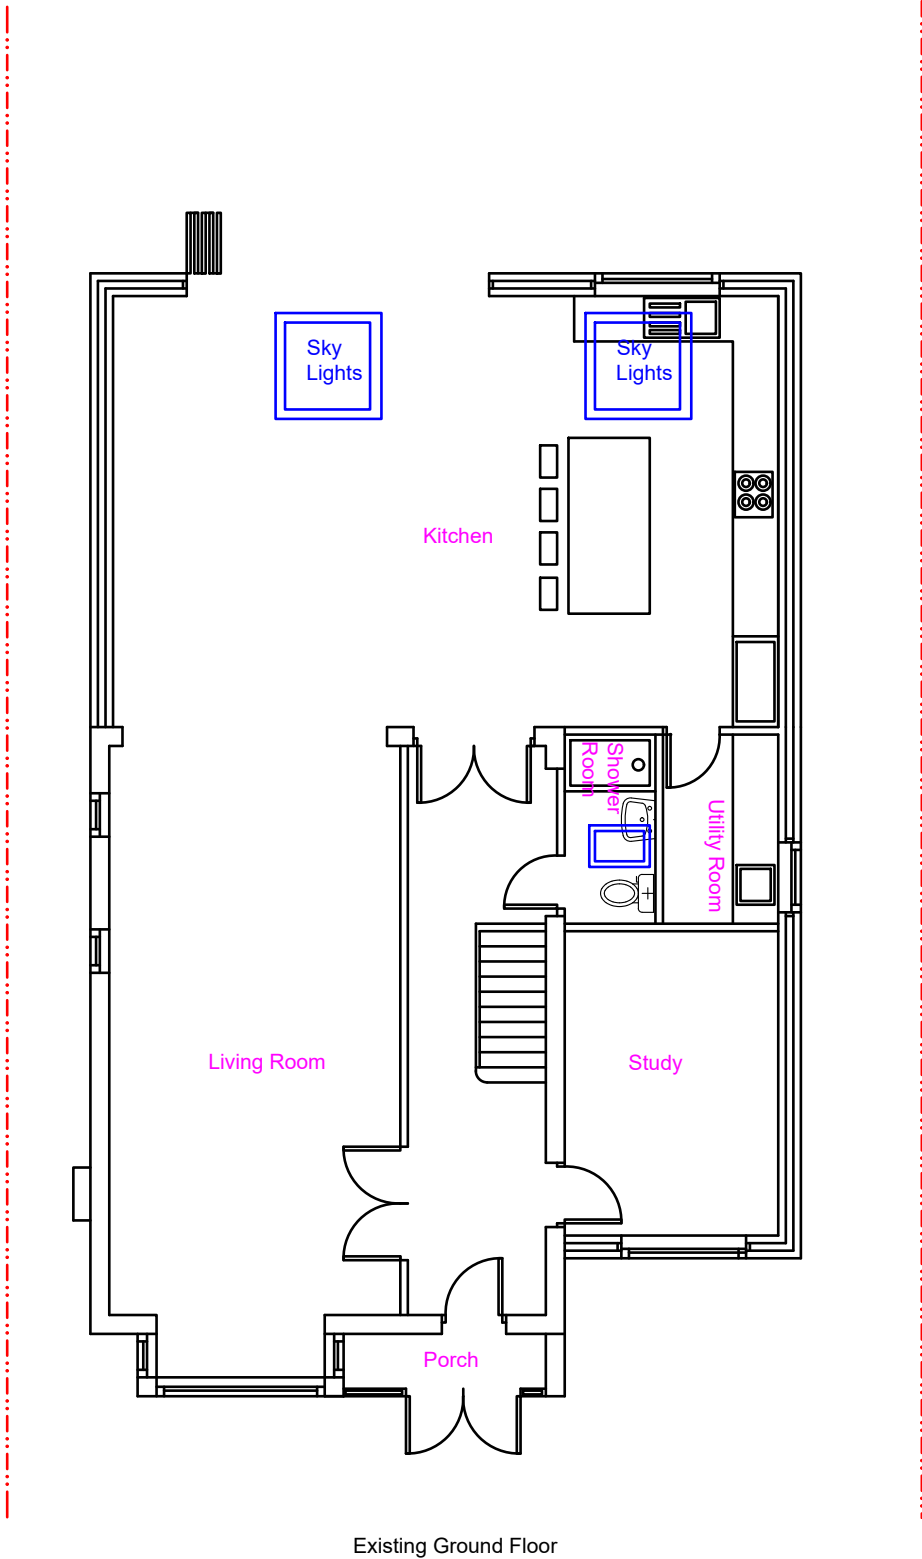 Sky
Lights
Sky
Lights
Kitchen
Shower
Room
Utility Room
Living Room
Study
Porch
Existing Ground Floor